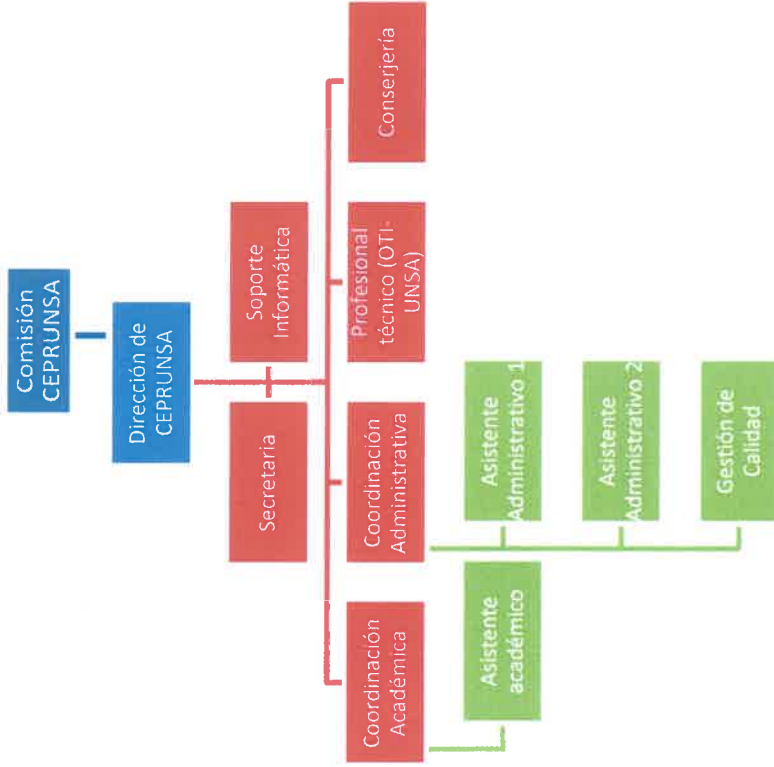 Comisión
CEPRUNSA
Dirección de
CEPRUNSA
Secretaria
Soporte
Informática
Coordinación
Académica
Coordinación
Administrativa
Profesional
técnico (OTI-
UNSA)
Conserjería
Asistente
académico
Asistente
Administrativo 1
Asistente
Administrativo 2
Gestión de
Calidad